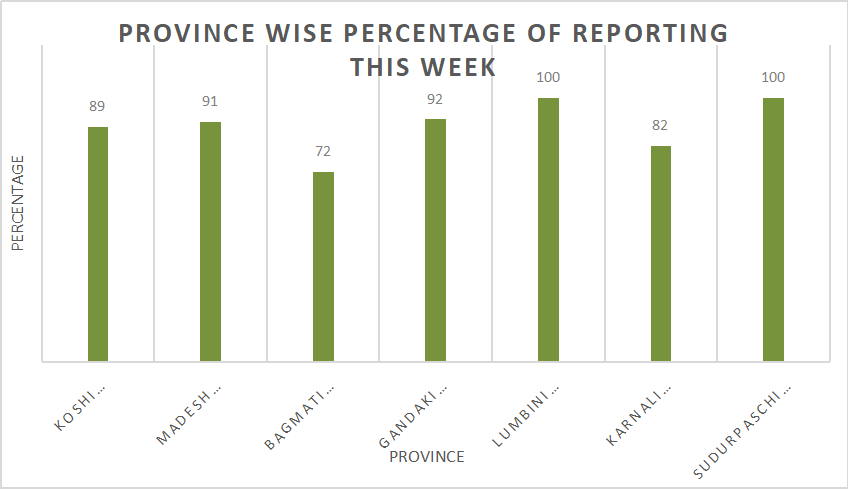 PROVINCE WISE PERCENTAGE OF REPORTING
THIS WEEK
PERCENTAGE
89
91
72
92
100
82
100
KOSHI...
MADESH...
BAGMATI...
GANDAKI...
LUMBINI...
KARNALI...
SUDURPASCHI...
PROVINCE